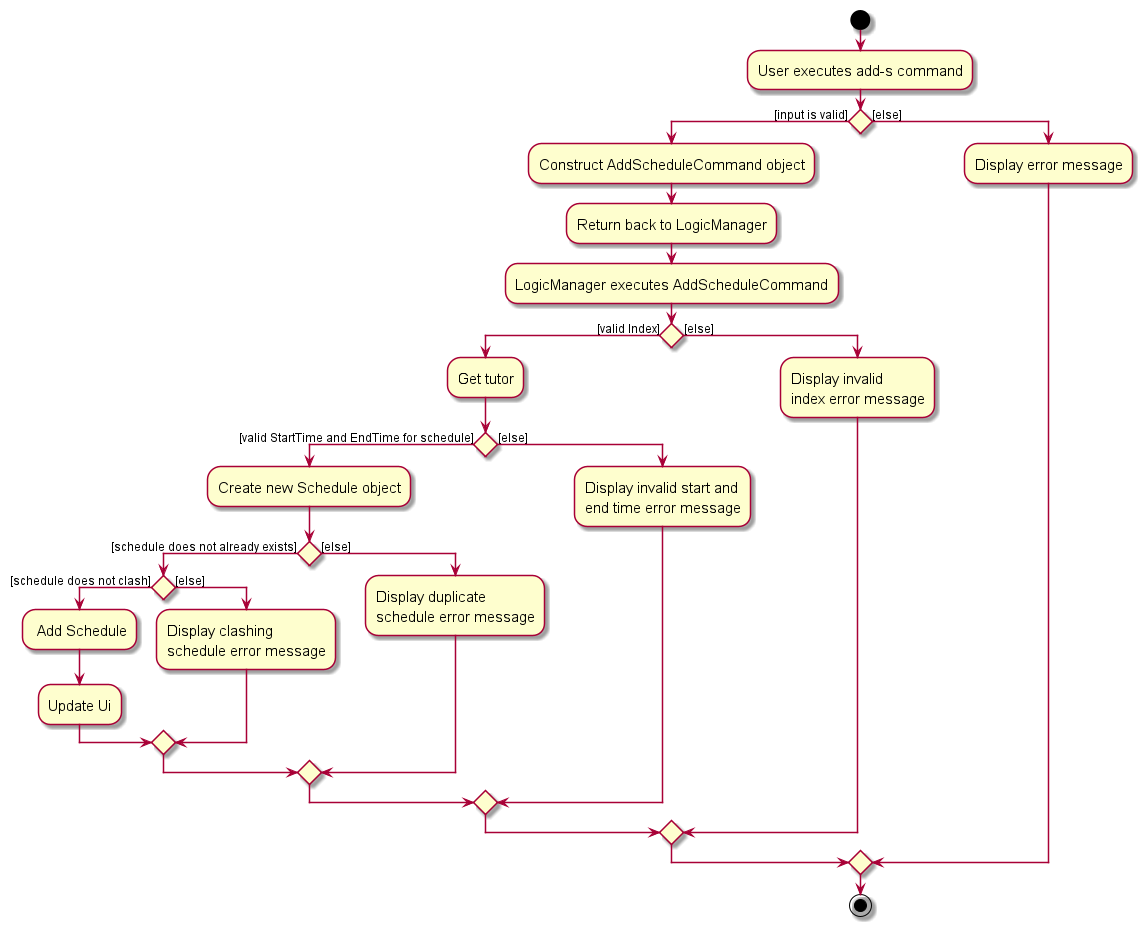 User executes add-s command
[input is valid]
[else]
Construct AddScheduleCommand object
Display error message
Return back to LogicManager
LogicManager executes AddScheduleCommand
[valid Index]
[else]
Get tutor
Display invalid
index error message
[valid StartTime and EndTime for schedule]
[else]
Create new Schedule object
Display invalid start and
end time error message
[schedule does not already exists]
[else]
[schedule does not clash]
[else]
Display duplicate
schedule error message
Add Schedule
Display clashing
schedule error message
Update Ui